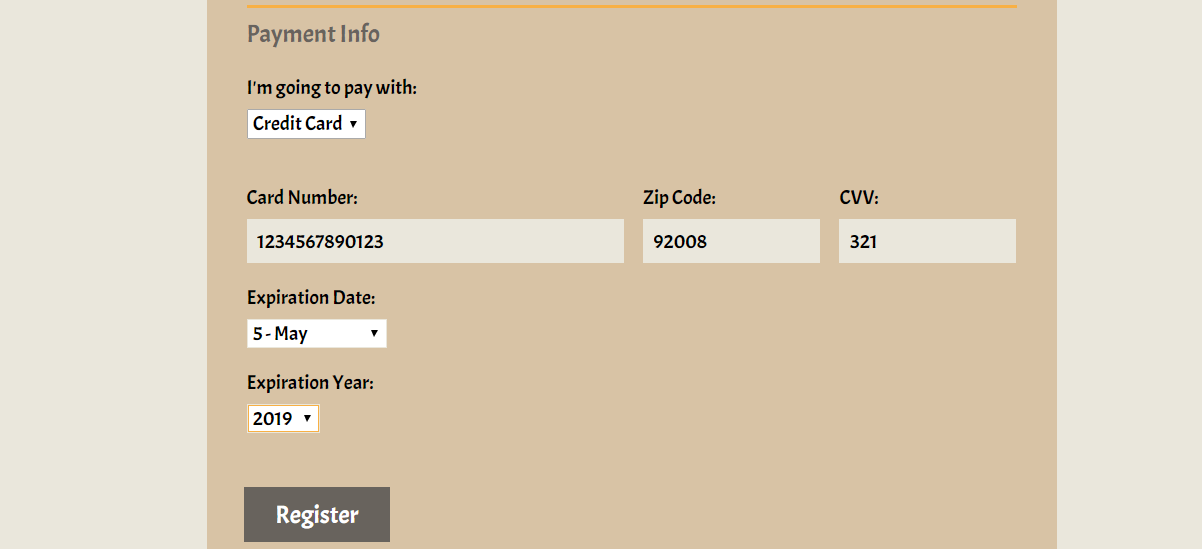 Payment Info
I'm going to pay with:
Credit Card
Card Number: Zip Code: CVV:
1234567890123 92008 321
Expiration Date:
5 - May
Expiration Year:
2019
Register